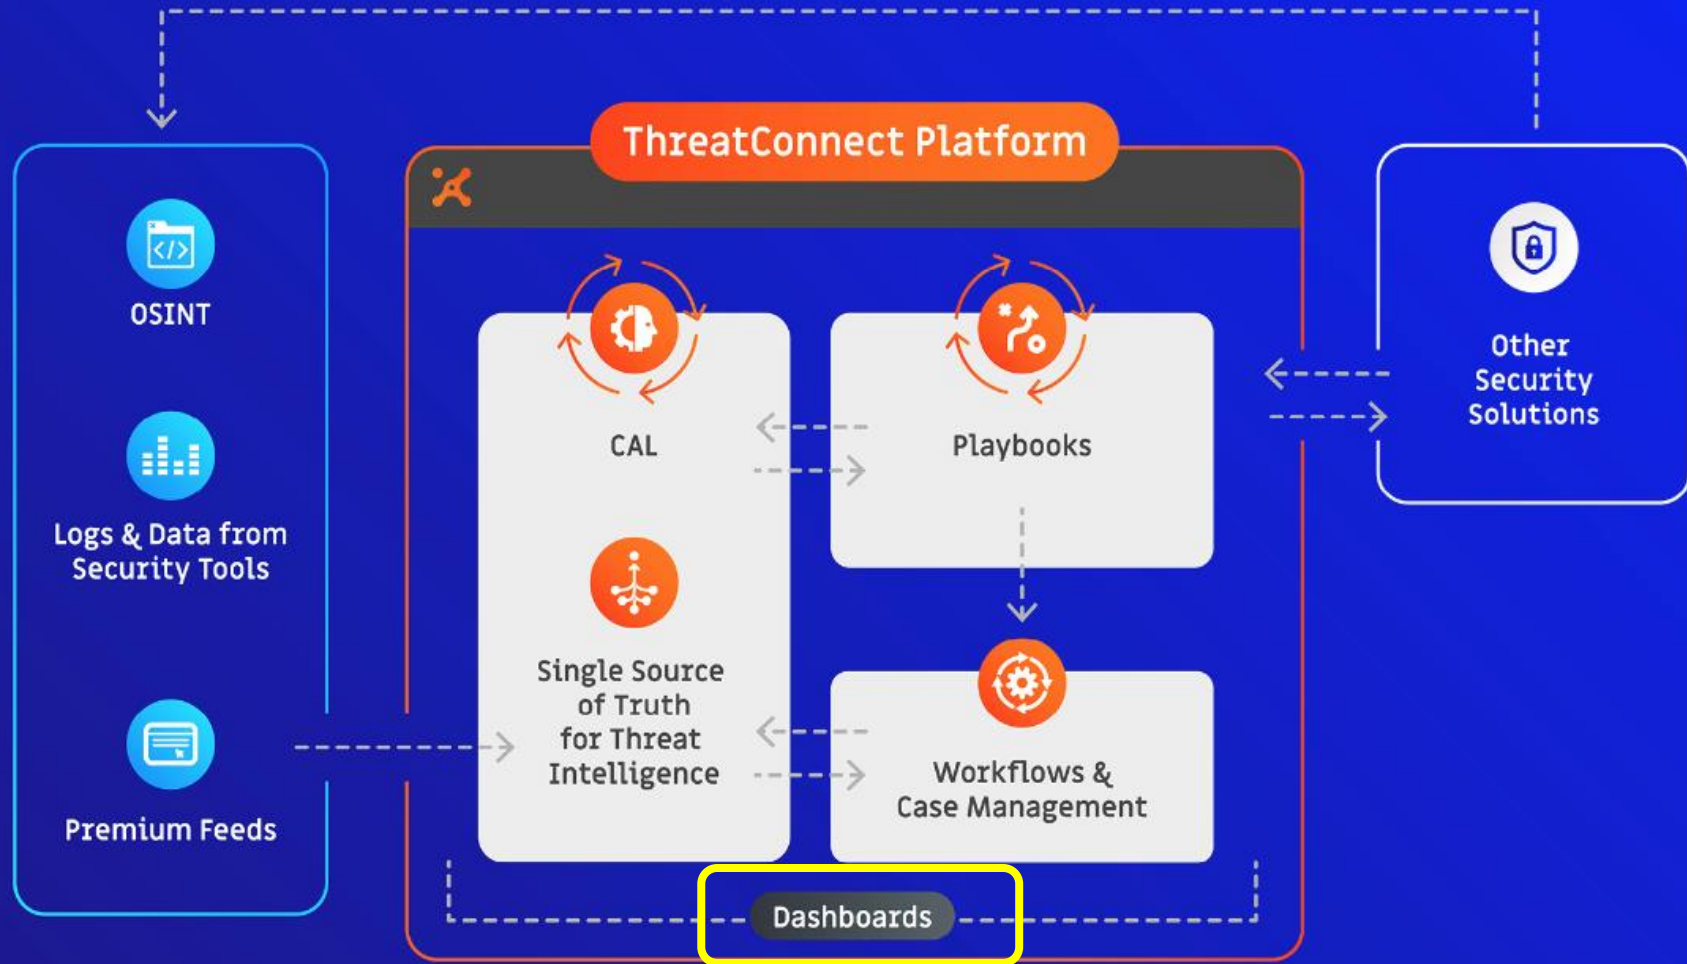 ThreatConnect Platform
OSINT
Logs & Data from
Security Tools
Premium Feeds
CAL
Single Source
of Truth
for Threat
Intelligence
Playbooks
Workflows &
Case Management
Dashboards
Other
Security
Solutions